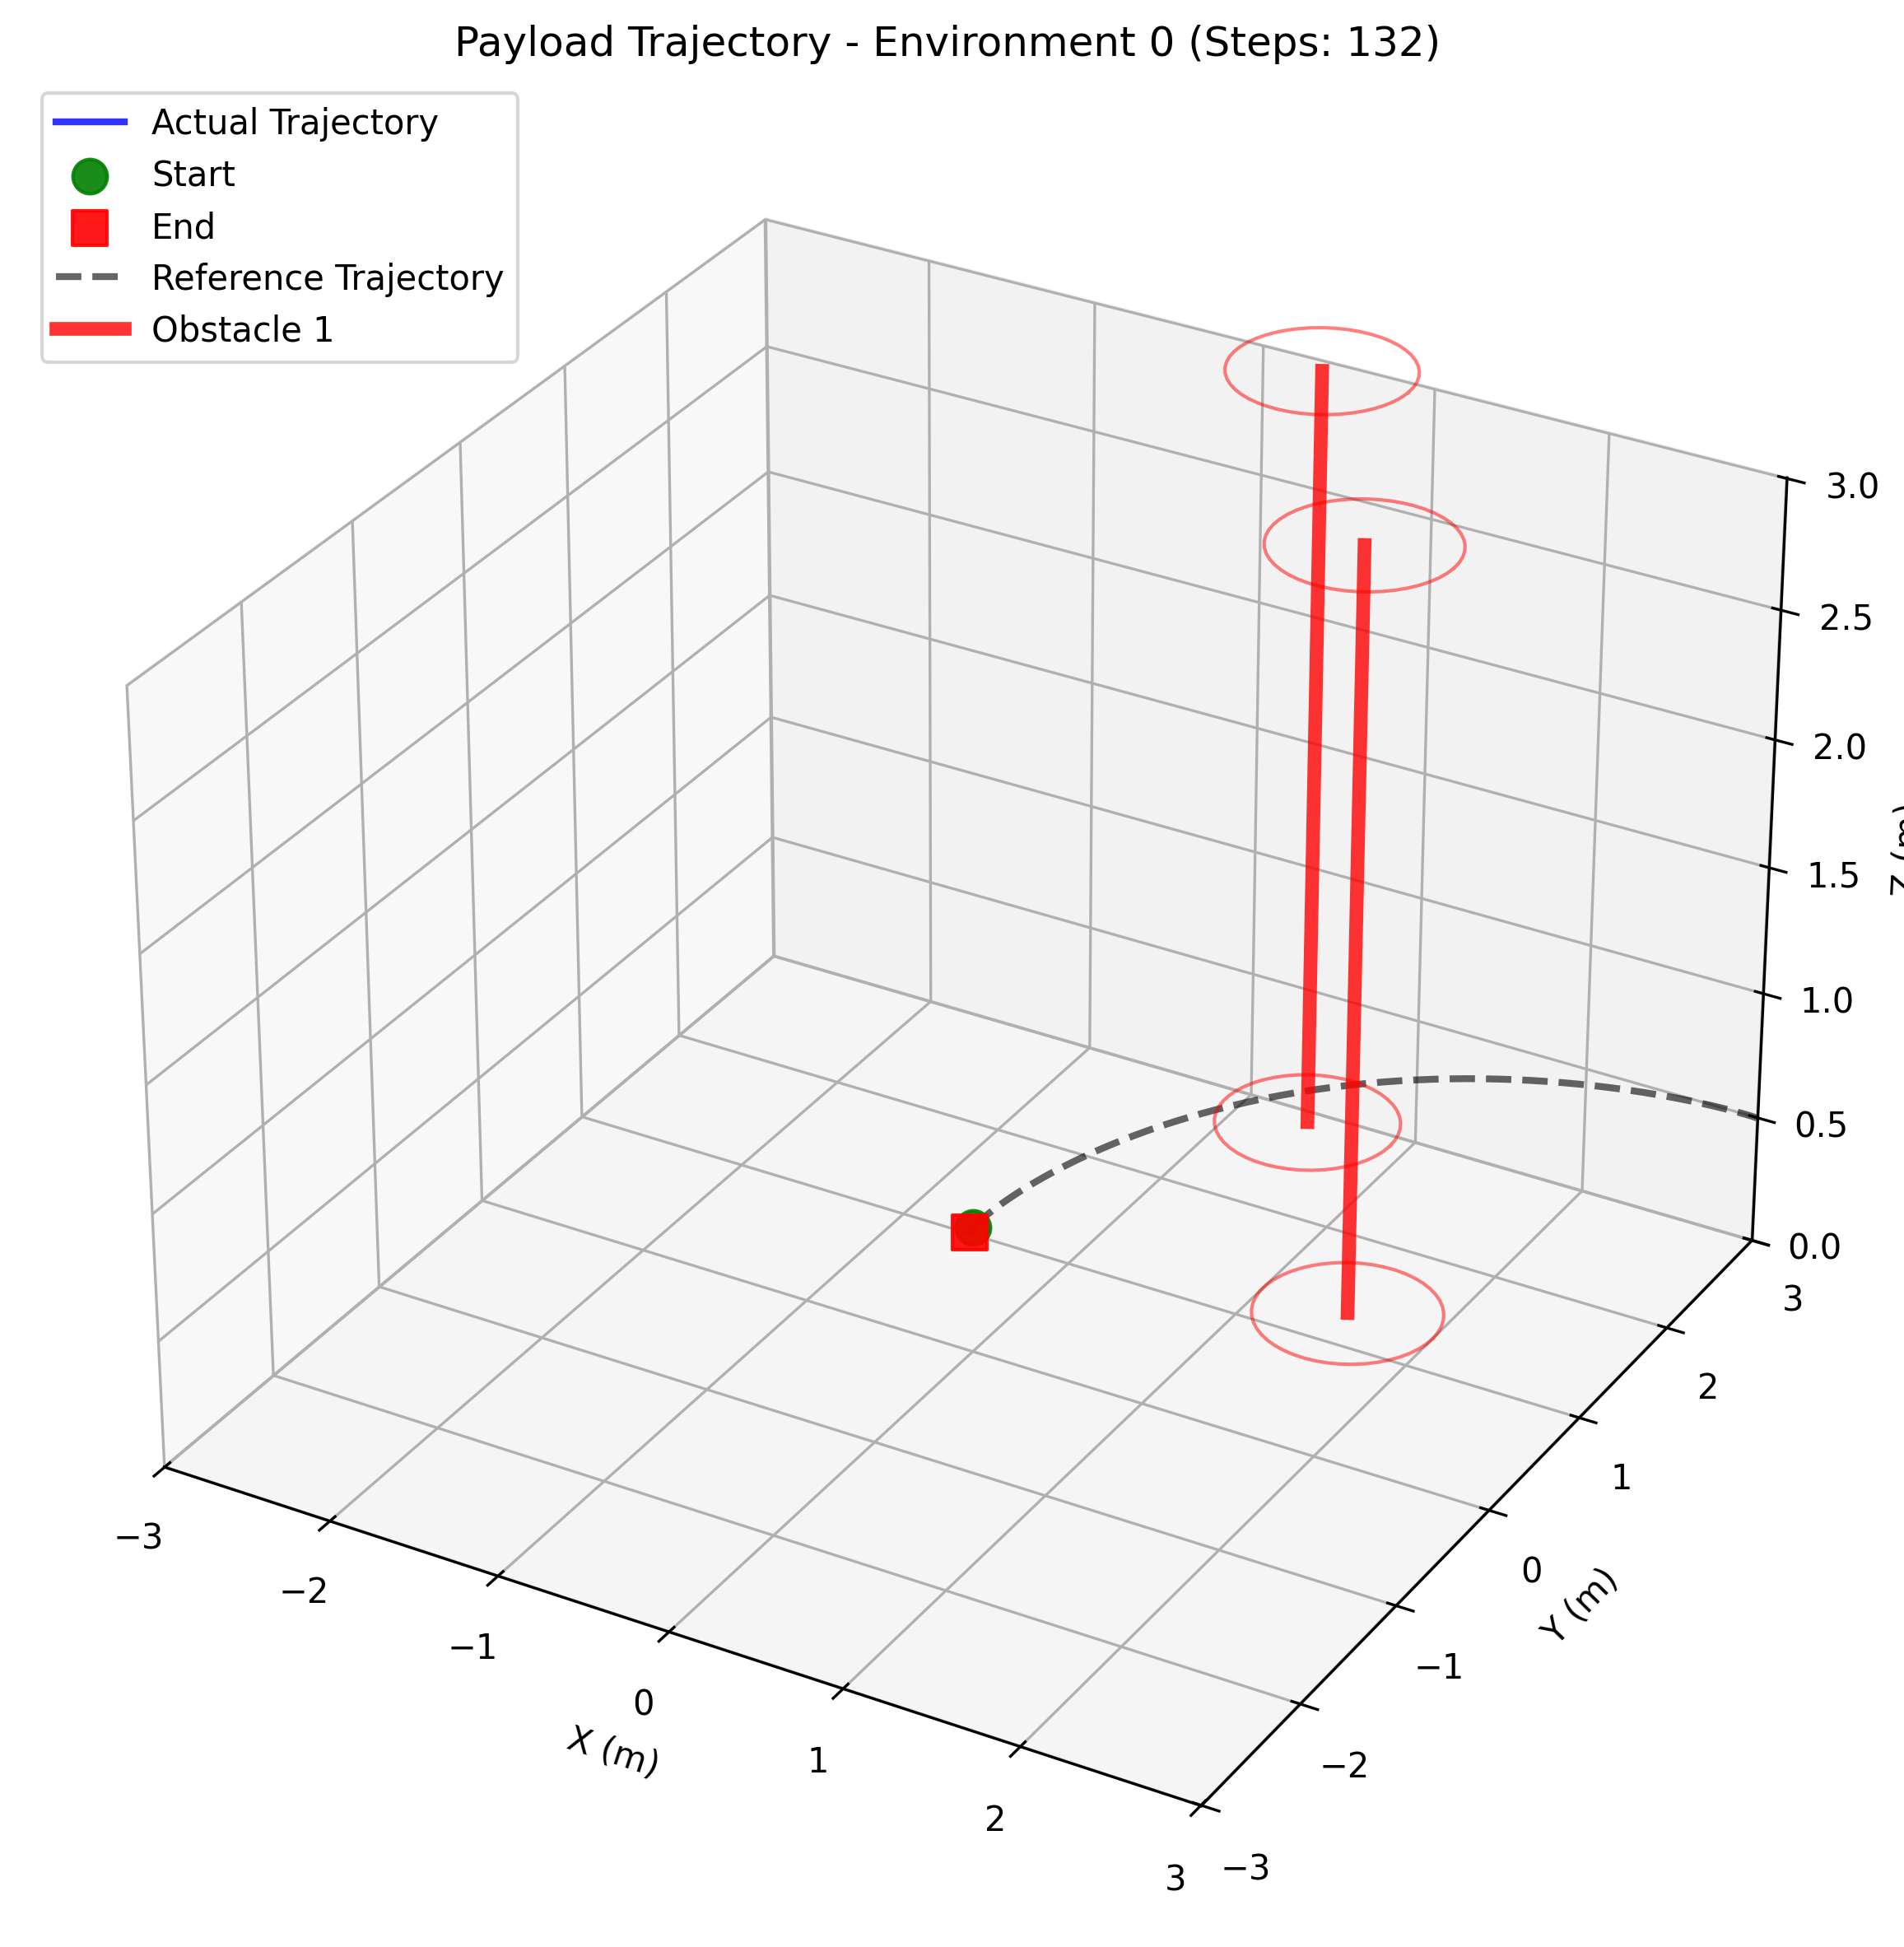 Payload Trajectory - Environment 0 (Steps: 132)
Actual Trajectory
Start
End
Reference Trajectory
Obstacle 1
3.0
2.5
2.0
1.5
1.0
0.5
0.0
3
2
1
0
−1
−2
−3
Y (m)
−3
−2
−1
0
1
2
3
X (m)